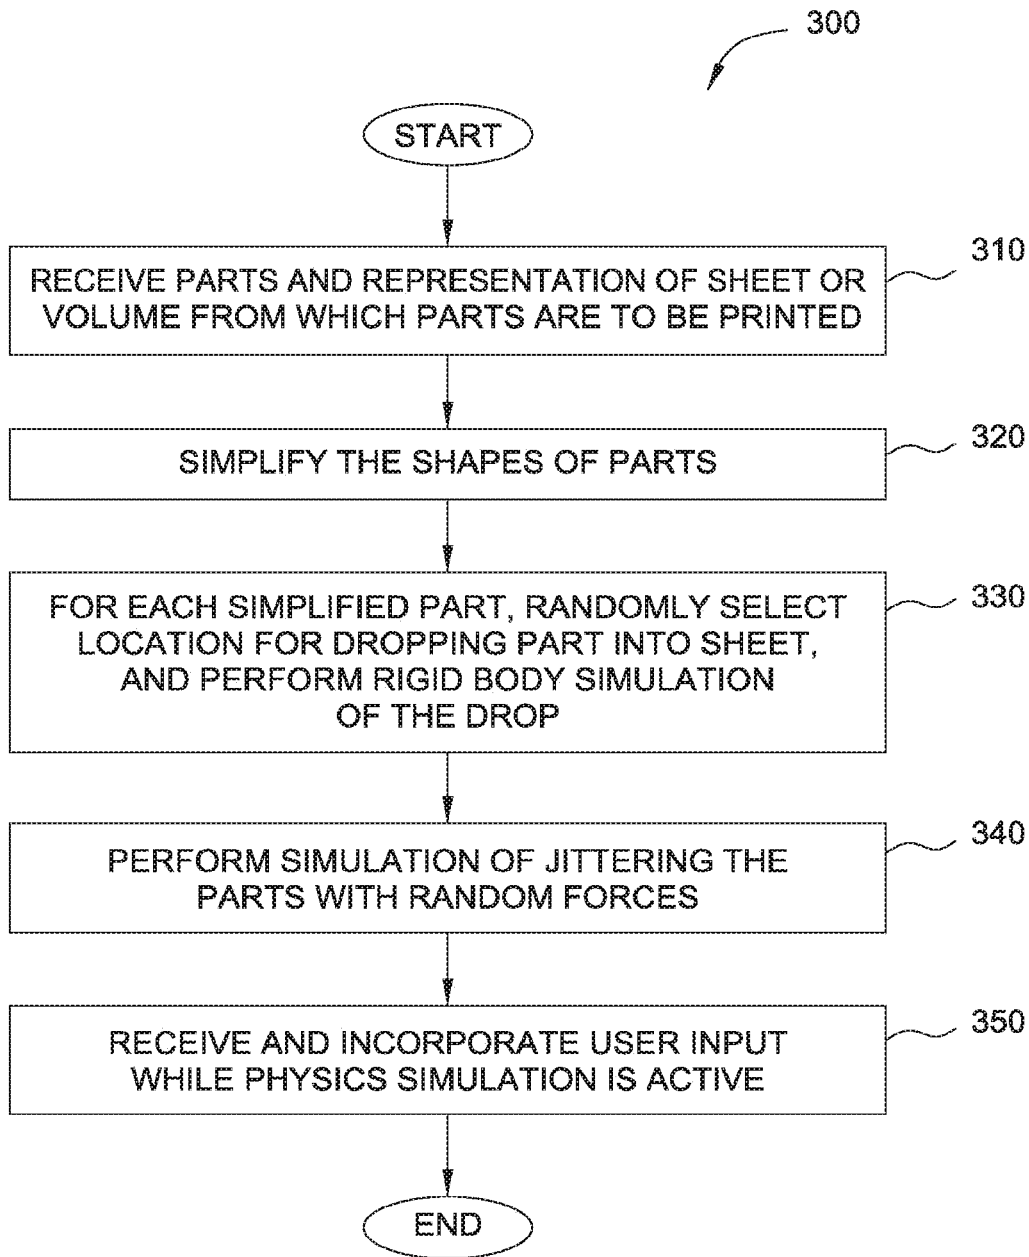 300
START
310
RECEIVE PARTS AND REPRESENTATION OF SHEET OR
VOLUME FROM WHICH PARTS ARE TO BE PRINTED
320
SIMPLIFY THE SHAPES OF PARTS
330
FOR EACH SIMPLIFIED PART, RANDOMLY SELECT
LOCATION FOR DROPPING PART INTO SHEET,
AND PERFORM RIGID BODY SIMULATION
OF THE DROP
340
PERFORM SIMULATION OF JITTERING THE
PARTS WITH RANDOM FORCES
350
RECEIVE AND INCORPORATE USER INPUT
WHILE PHYSICS SIMULATION IS ACTIVE
END